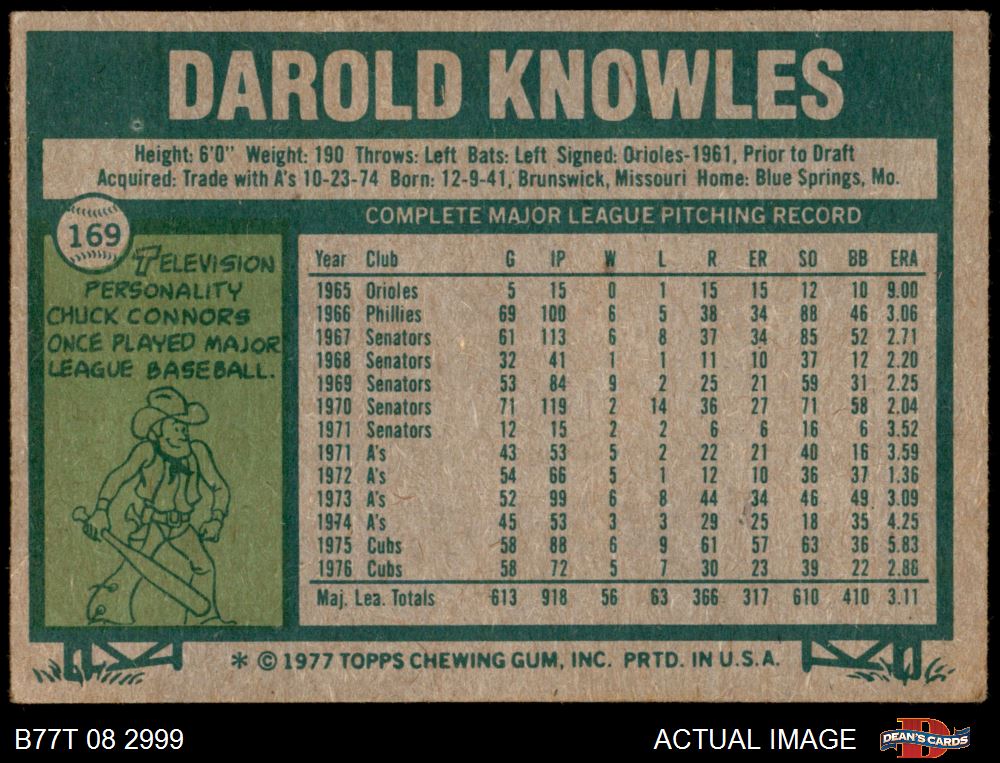 DAROLD KNOWLES
Height: 6'0" Weight: 190 Throws: Left Bats: Left Signed: Orioles-1961, Prior to Draft
Acquired: Trade with A's 10-23-74 Born: 12-9-41, Brunswick, Missouri Home: Blue Springs, Mo.
169
TELEVISION
PERSONALITY
CHUCK CONNORS
ONCE PLAYED MAJOR
LEAGUE BASEBALL.
COMPLETE MAJOR LEAGUE PITCHING RECORD
Year Club G IP W L R ER SO BB ERA
1965 Orioles 5 15 0 1 15 15 12 10 9.00
1966 Phillies 69 100 6 5 38 34 88 46 3.06
1967 Senators 61 113 6 8 37 34 85 52 2.71
1968 Senators 32 41 1 1 11 10 37 12 2.20
1969 Senators 53 84 9 2 25 21 59 31 2.25
1970 Senators 71 119 2 14 36 27 71 58 2.04
1971 Senators 12 15 2 2 6 6 16 6 3.52
1971 A's 43 53 5 2 22 21 40 16 3.59
1972 A's 54 66 5 1 12 10 36 37 1.36
1973 A's 52 99 6 8 44 34 46 49 3.09
1974 A's 45 53 3 3 29 25 18 35 4.25
1975 Cubs 58 88 6 9 61 57 63 36 5.83
1976 Cubs 58 72 5 7 30 23 39 22 2.88
Maj. Lea. Totals 613 918 56 63 366 317 610 410 3.11
* © 1977 TOPPS CHEWING GUM, INC. PRTD. IN U.S.A.
B77T 08 2999
ACTUAL IMAGE
D
DEAN'S CARDS